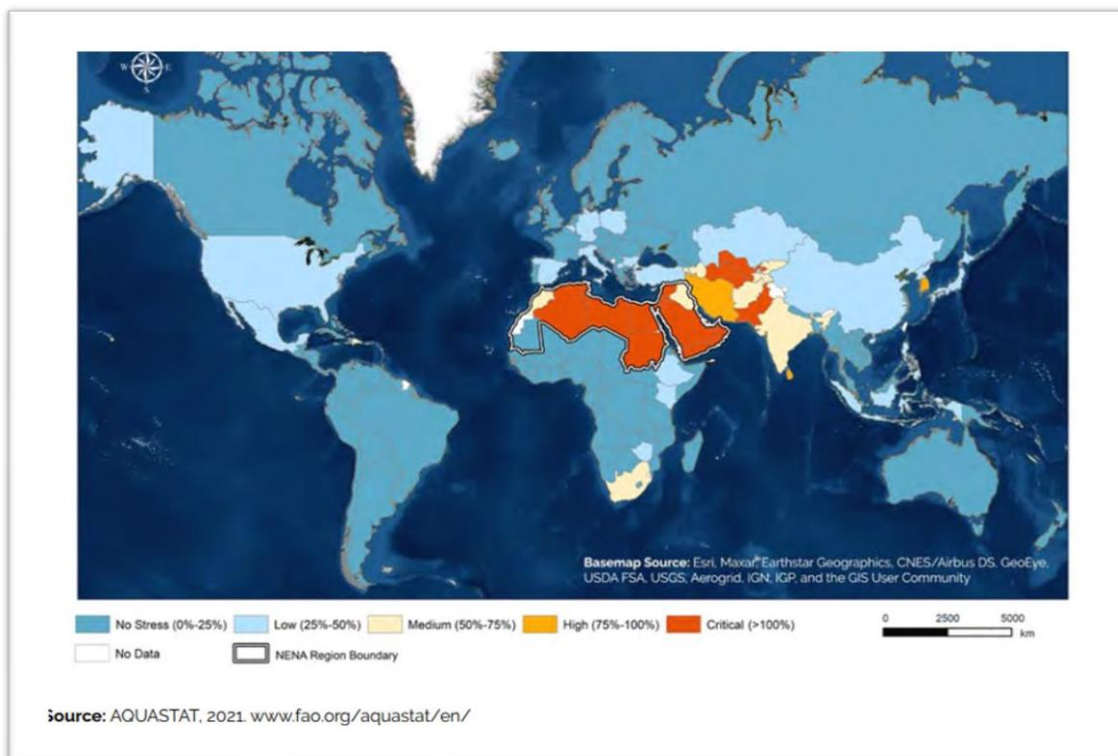 N
W E
S
Basemap Source: Esri, Maxar, Earthstar Geographics, CNES/Airbus DS, GeoEye,
USDA FSA, USGS, Aerogrid, IGN, IGP, and the GIS User Community
No Stress (0%-25%) Low (25%-50%) Medium (50%-75%) High (75%-100%) Critical (>100%)
0 2500 5000
km
No Data NENA Region Boundary
Source: AQUASTAT, 2021. www.fao.org/aquastat/en/